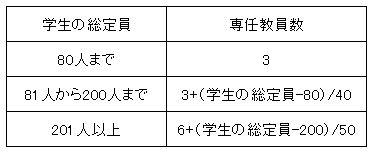 学生の総定員 専任教員数
80人まで 3
81人から200人まで 3+(学生の総定員-80)/40
201人以上 6+(学生の総定員-200)/50